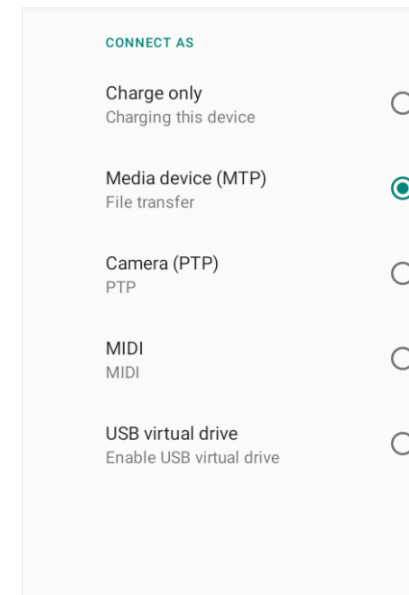 CONNECT AS
Charge only
Charging this device
Media device (MTP)
File transfer
Camera (PTP)
PTP
MIDI
MIDI
USB virtual drive
Enable USB virtual drive